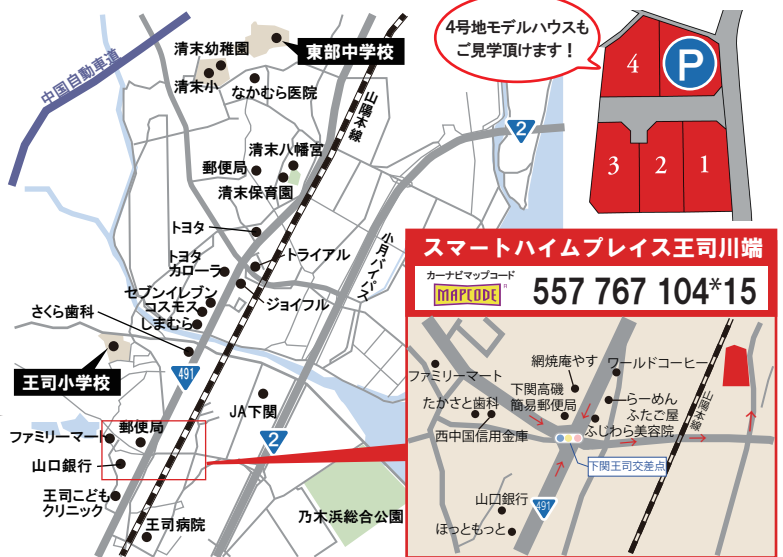 4号地モデルハウスも
ご見学頂けます！
清末幼稚園
東部中学校
清末小
なかむら医院
中国自動車道
山陽本線
4
P
3
2
1
2
清末八幡宮
郵便局
清末保育園
トヨタ
トライアル
トヨタ
カローラ
小月バイパス
セブンイレブン
コスモス
ジョイフル
しまむら
さくら歯科
王司小学校
491
JA下関
2
郵便局
ファミリーマート
山口銀行
王司こども
クリニック
王司病院
乃木浜総合公園
スマートハイムプレイス王司川端
カーナビマップコード
MAPCODE
R
557 767 104*15
網焼庵やす
ワールドコーヒー
ファミリーマート
下関高磯
簡易郵便局
たかさと歯科
らーめん
ふたご屋
西中国信用金庫
ふじわら美容院
山陽本線
下関王司交差点
山口銀行
491
ほっともっと